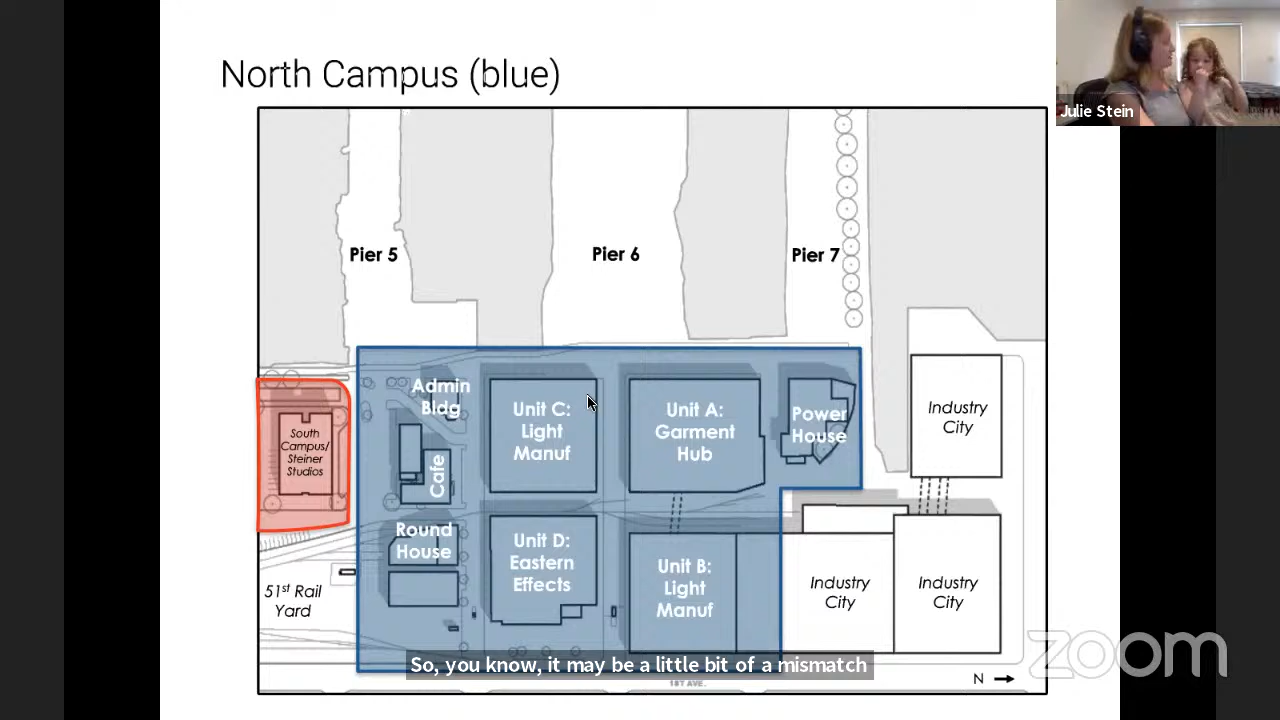 North Campus (blue)
Julie Stein
Pier 5
Pier 6
Pier 7
Admin
Bldg
Unit C:
Light
Manuf
Unit A:
Garment
Hub
Power
House
Industry
City
South
Campus/
Steiner
Studios
Cafe
Round
House
Unit D:
Eastern
Effects
Unit B:
Light
Manuf
Industry
City
Industry
City
51st Rail
Yard
So, you know, it may be a little bit of a mismatch
zoom
N
1ST AVE.